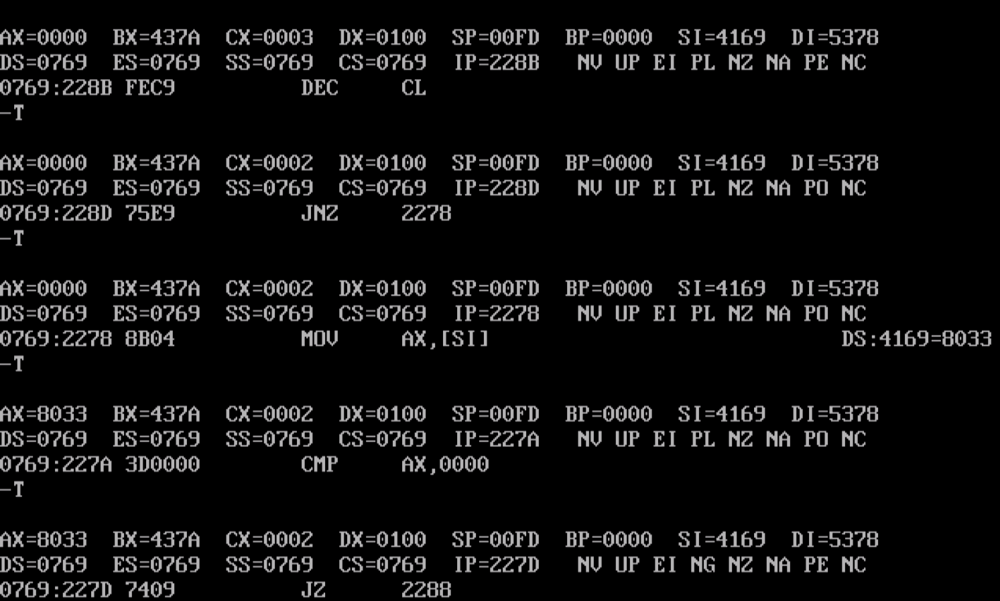 AX=0000 BX=437A CX=0003 DX=0100 SP=00FD BP=0000 SI=4169 DI=5378
DS=0769 ES=0769 SS=0769 CS=0769 IP=228B NV UP EI PL NZ NA PE NC
0769:228B FEC9 DEC CL
-T
AX=0000 BX=437A CX=0002 DX=0100 SP=00FD BP=0000 SI=4169 DI=5378
DS=0769 ES=0769 SS=0769 CS=0769 IP=228D NV UP EI PL NZ NA PO NC
0769:228D 75E9 JNZ 2278
-T
AX=0000 BX=437A CX=0002 DX=0100 SP=00FD BP=0000 SI=4169 DI=5378
DS=0769 ES=0769 SS=0769 CS=0769 IP=2278 NV UP EI PL NZ NA PO NC
0769:2278 8B04 MOV AX,[SI] DS:4169=8033
-T
AX=8033 BX=437A CX=0002 DX=0100 SP=00FD BP=0000 SI=4169 DI=5378
DS=0769 ES=0769 SS=0769 CS=0769 IP=227A NV UP EI PL NZ NA PO NC
0769:227A 3D0000 CMP AX,0000
-T
AX=8033 BX=437A CX=0002 DX=0100 SP=00FD BP=0000 SI=4169 DI=5378
DS=0769 ES=0769 SS=0769 CS=0769 IP=227D NV UP EI NG NZ NA PE NC
0769:227D 7409 JZ 2288